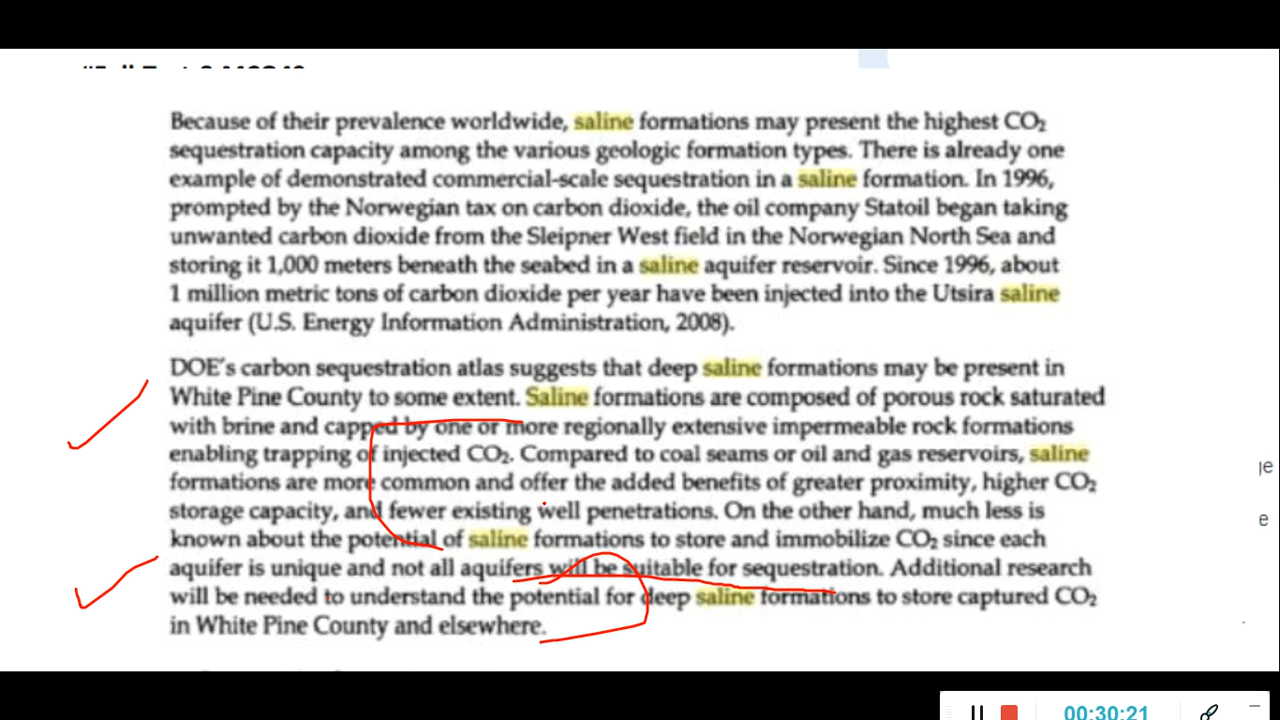 Because of their prevalence worldwide, saline formations may present the highest CO₂
sequestration capacity among the various geologic formation types. There is already one
example of demonstrated commercial-scale sequestration in a saline formation. In 1996,
prompted by the Norwegian tax on carbon dioxide, the oil company Statoil began taking
unwanted carbon dioxide from the Sleipner West field in the Norwegian North Sea and
storing it 1,000 meters beneath the seabed in a saline aquifer reservoir. Since 1996, about
1 million metric tons of carbon dioxide per year have been injected into the Utsira saline
aquifer (U.S. Energy Information Administration, 2008).
DOE's carbon sequestration atlas suggests that deep saline formations may be present in
White Pine County to some extent. Saline formations are composed of porous rock saturated
with brine and capped by one or more regionally extensive impermeable rock formations
enabling trapping of injected CO₂. Compared to coal seams or oil and gas reservoirs, saline
formations are more common and offer the added benefits of greater proximity, higher CO₂
storage capacity, and fewer existing well penetrations. On the other hand, much less is
known about the potential of saline formations to store and immobilize CO₂ since each
aquifer is unique and not all aquifers will be suitable for sequestration. Additional research
will be needed to understand the potential for deep saline formations to store captured CO₂
in White Pine County and elsewhere.
ge
e
00:30:21